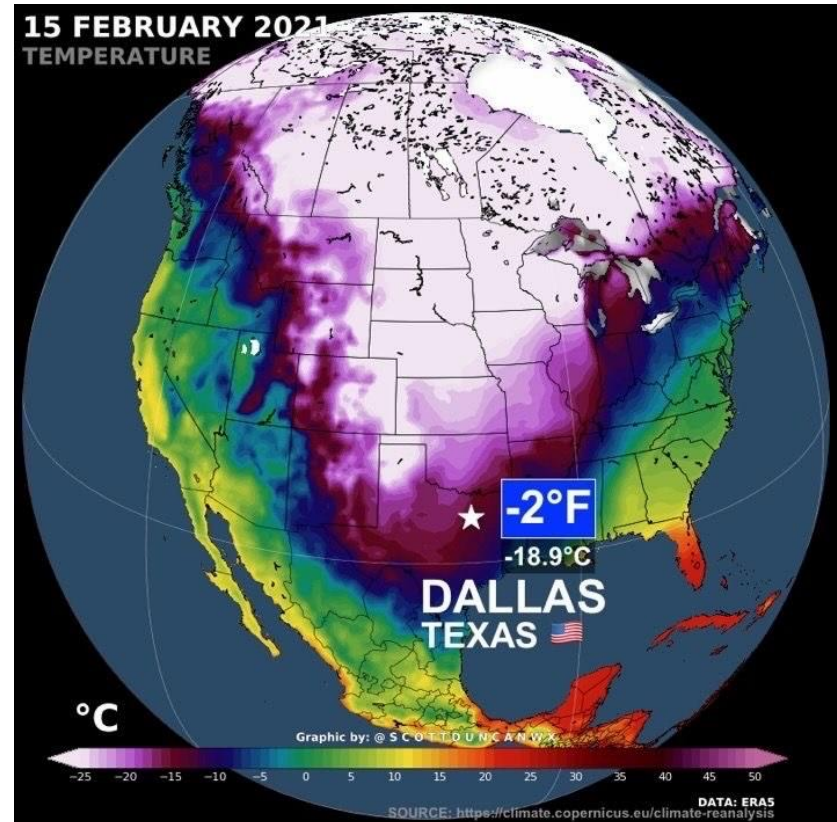 15 FEBRUARY 2021
TEMPERATURE
-2°F
-18.9°C
DALLAS
TEXAS
°C
Graphic by: @SCOTTDUNCANWX
−25 −20 −15 −10 −5 0 5 10 15 20 25 30 35 40 45 50
DATA: ERA5
SOURCE: https://climate.copernicus.eu/climate-reanalysis